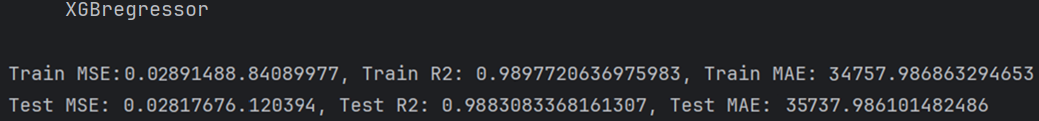 XGBregressor
Train MSE:0.02891488.84089977, Train R2: 0.9897720636975983, Train MAE: 34757.986863294653
Test MSE: 0.02817676.120394, Test R2: 0.9883083368161307, Test MAE: 35737.986101482486